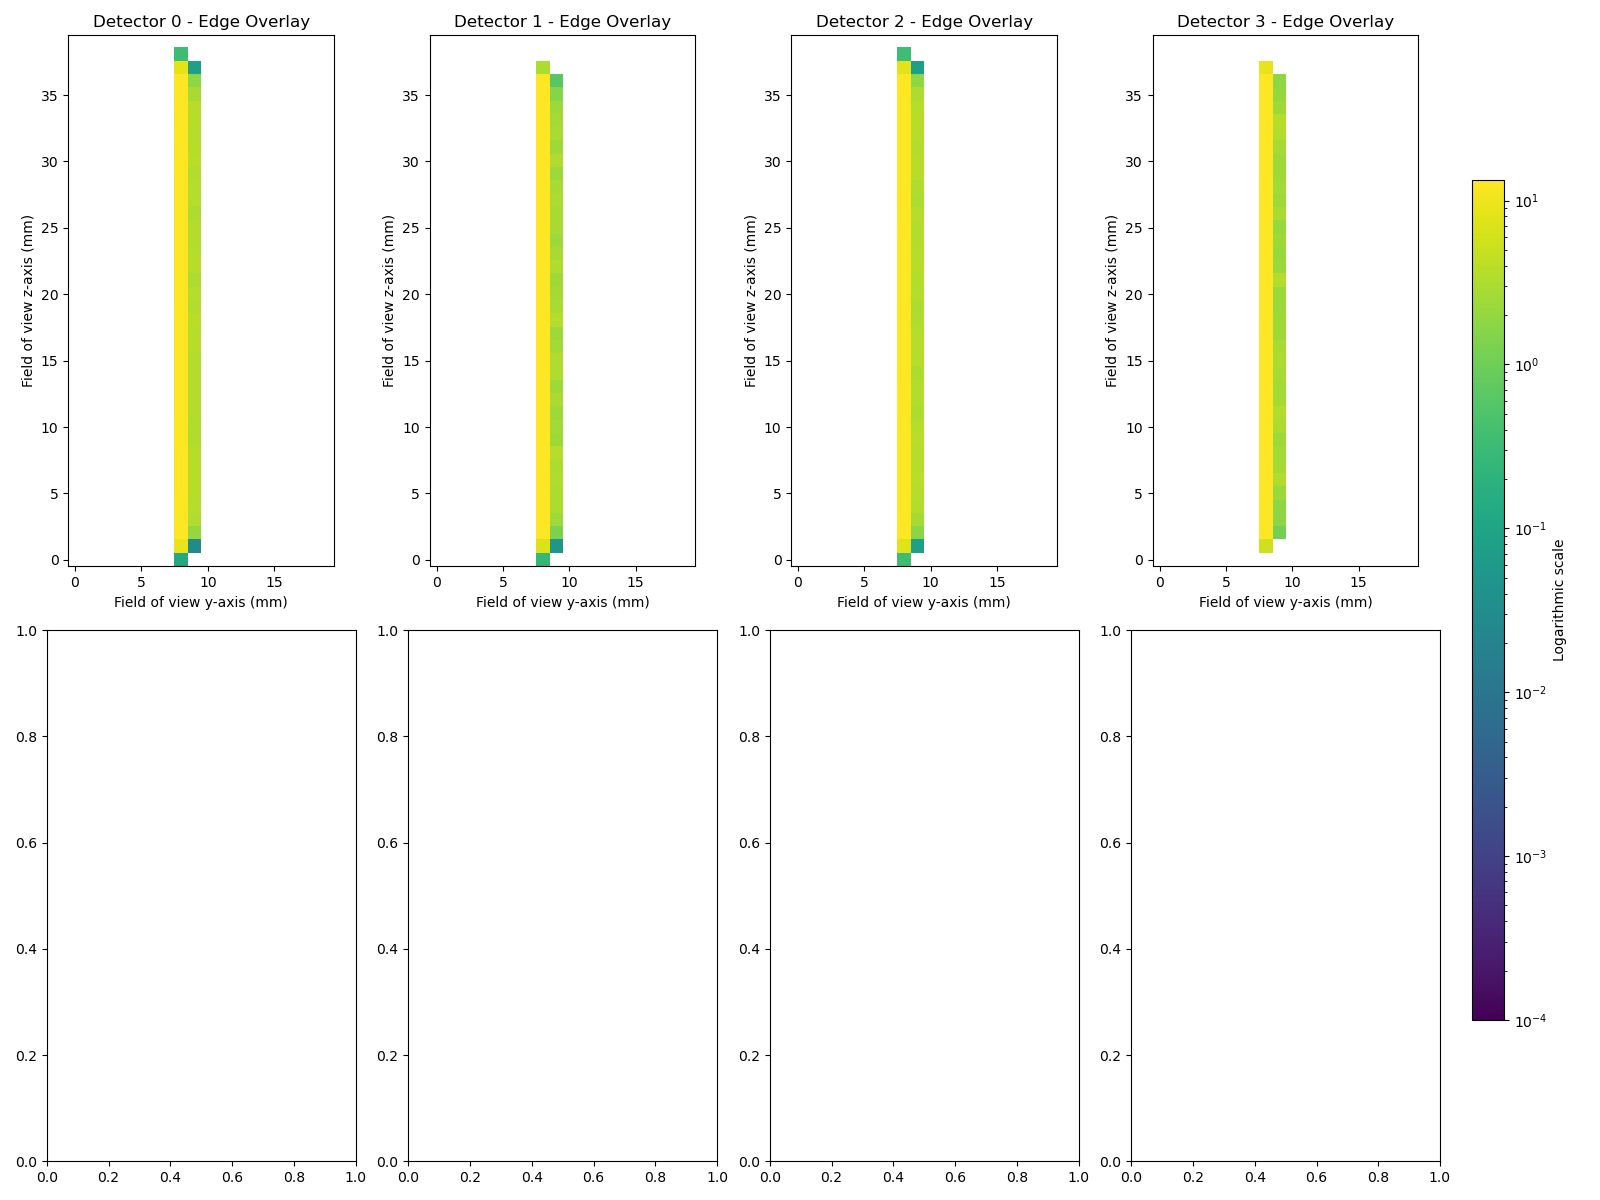 Detector 0 - Edge Overlay
Detector 1 - Edge Overlay
Detector 2 - Edge Overlay
Detector 3 - Edge Overlay
35
30
25
20
15
10
5
0
Field of view z-axis (mm)
0 5 10 15
Field of view y-axis (mm)
35
30
25
20
15
10
5
0
Field of view z-axis (mm)
0 5 10 15
Field of view y-axis (mm)
35
30
25
20
15
10
5
0
Field of view z-axis (mm)
0 5 10 15
Field of view y-axis (mm)
35
30
25
20
15
10
5
0
Field of view z-axis (mm)
0 5 10 15
Field of view y-axis (mm)
10¹
10⁰
10⁻¹
10⁻²
10⁻³
10⁻⁴
Logarithmic scale
1.0
0.8
0.6
0.4
0.2
0.0
0.0 0.2 0.4 0.6 0.8 1.0
1.0
0.8
0.6
0.4
0.2
0.0
0.0 0.2 0.4 0.6 0.8 1.0
1.0
0.8
0.6
0.4
0.2
0.0
0.0 0.2 0.4 0.6 0.8 1.0
1.0
0.8
0.6
0.4
0.2
0.0
0.0 0.2 0.4 0.6 0.8 1.0